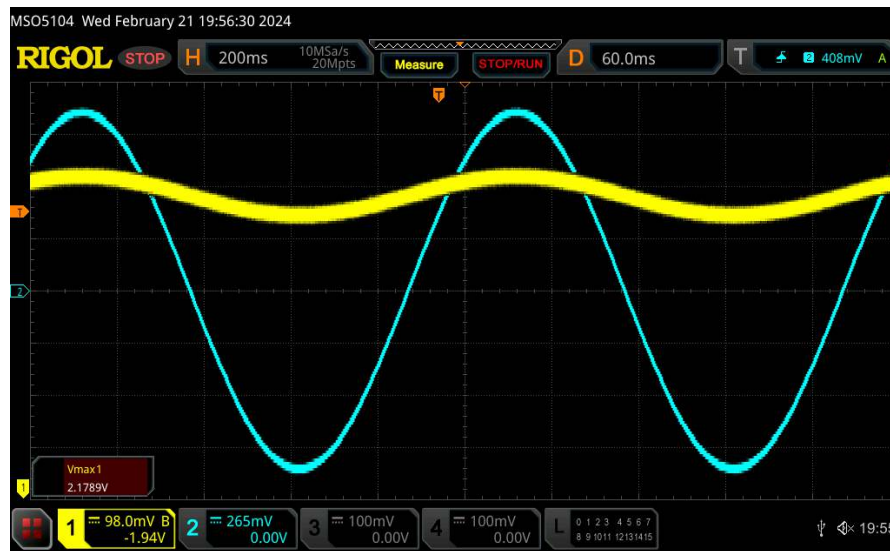 MSO5104 Wed February 21 19:56:30 2024
RIGOL STOP H 200ms 10MSa/s 20Mpts Measure STOP/RUN D 60.0ms T 2 408mV A
T
T
2
1
Vmax1
2.1789V
1 98.0mV B -1.94V 2 265mV 0.00V 3 100mV 0.00V 4 100mV 0.00V L 0 1 2 3 4 5 6 7 8 9 10 11 12 13 14 15 19:55